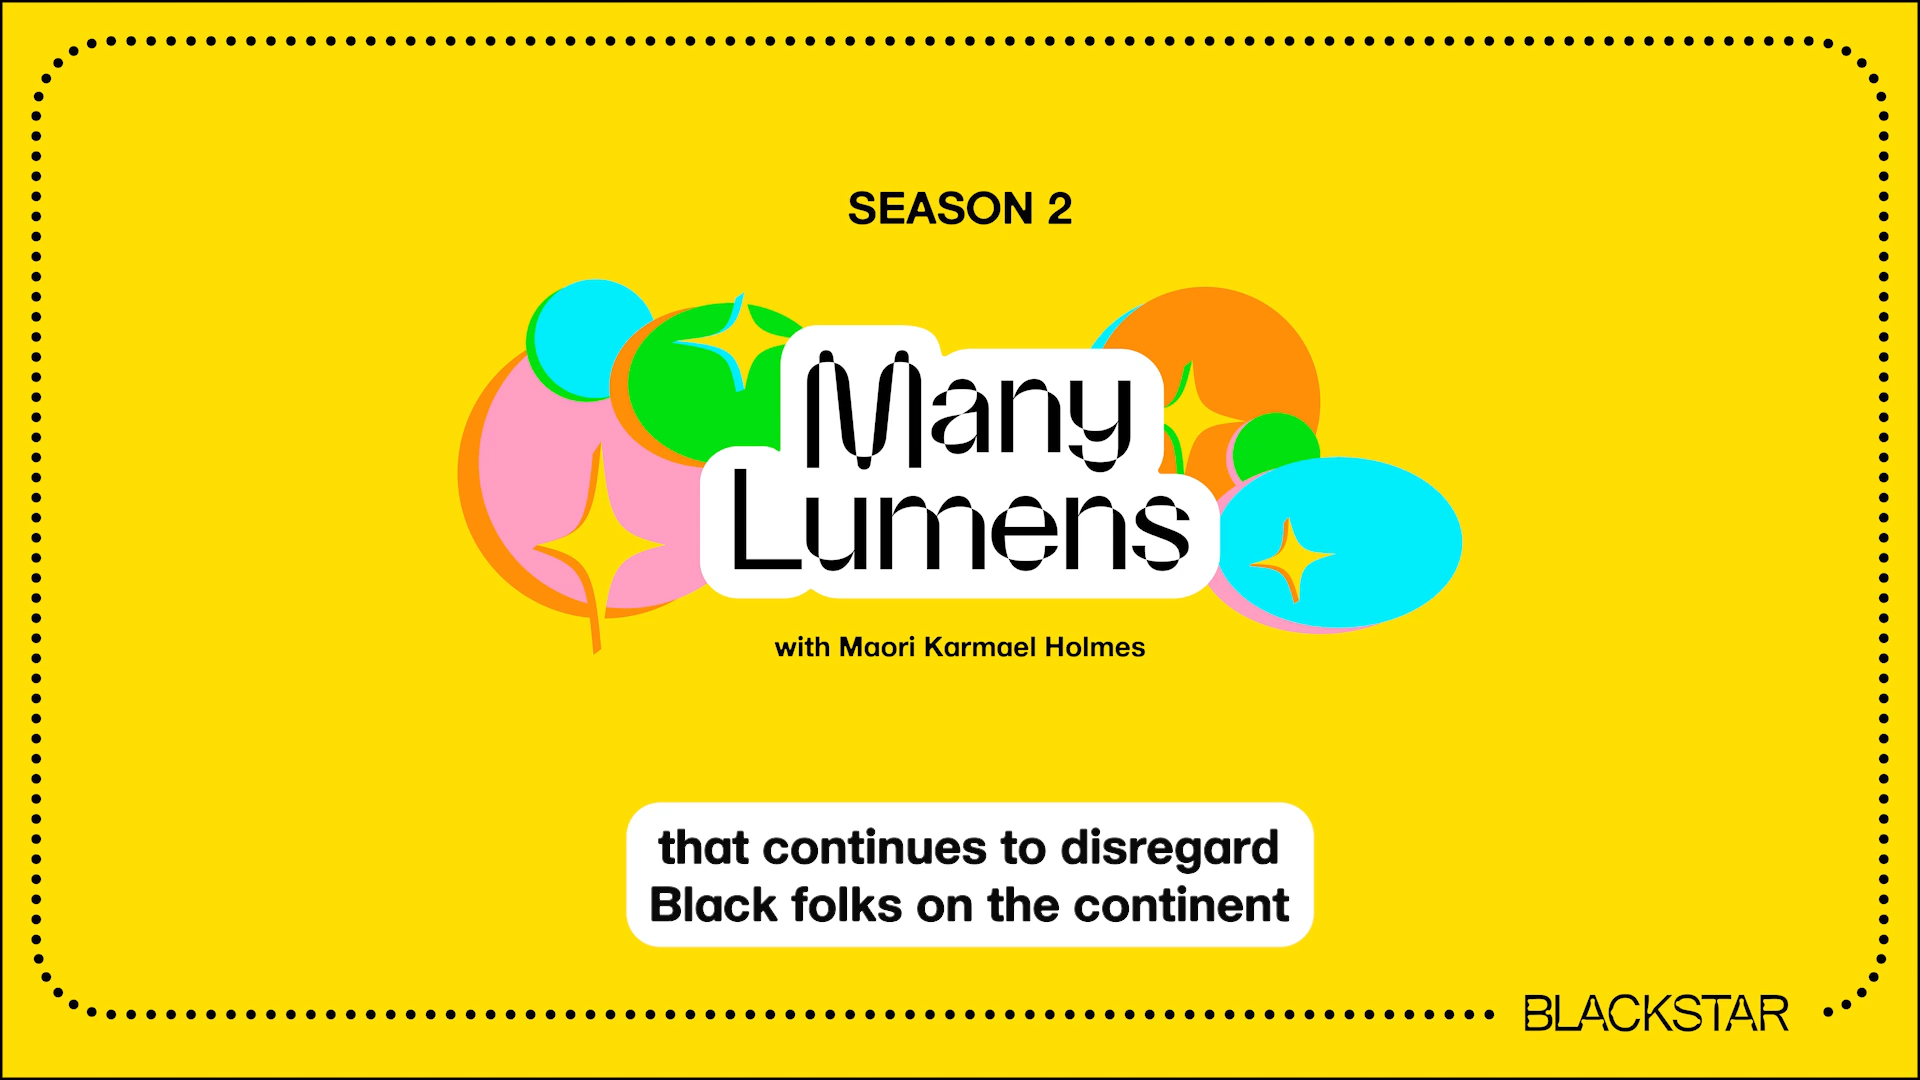 SEASON 2
Many
Lumens
with Maori Karmael Holmes
that continues to disregard
Black folks on the continent
BLACKSTAR